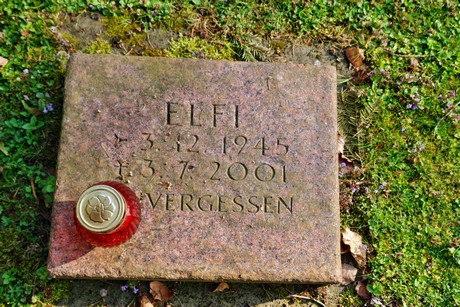 ELFI
* 3.12.1945
† 3.7.2001
VERGESSEN